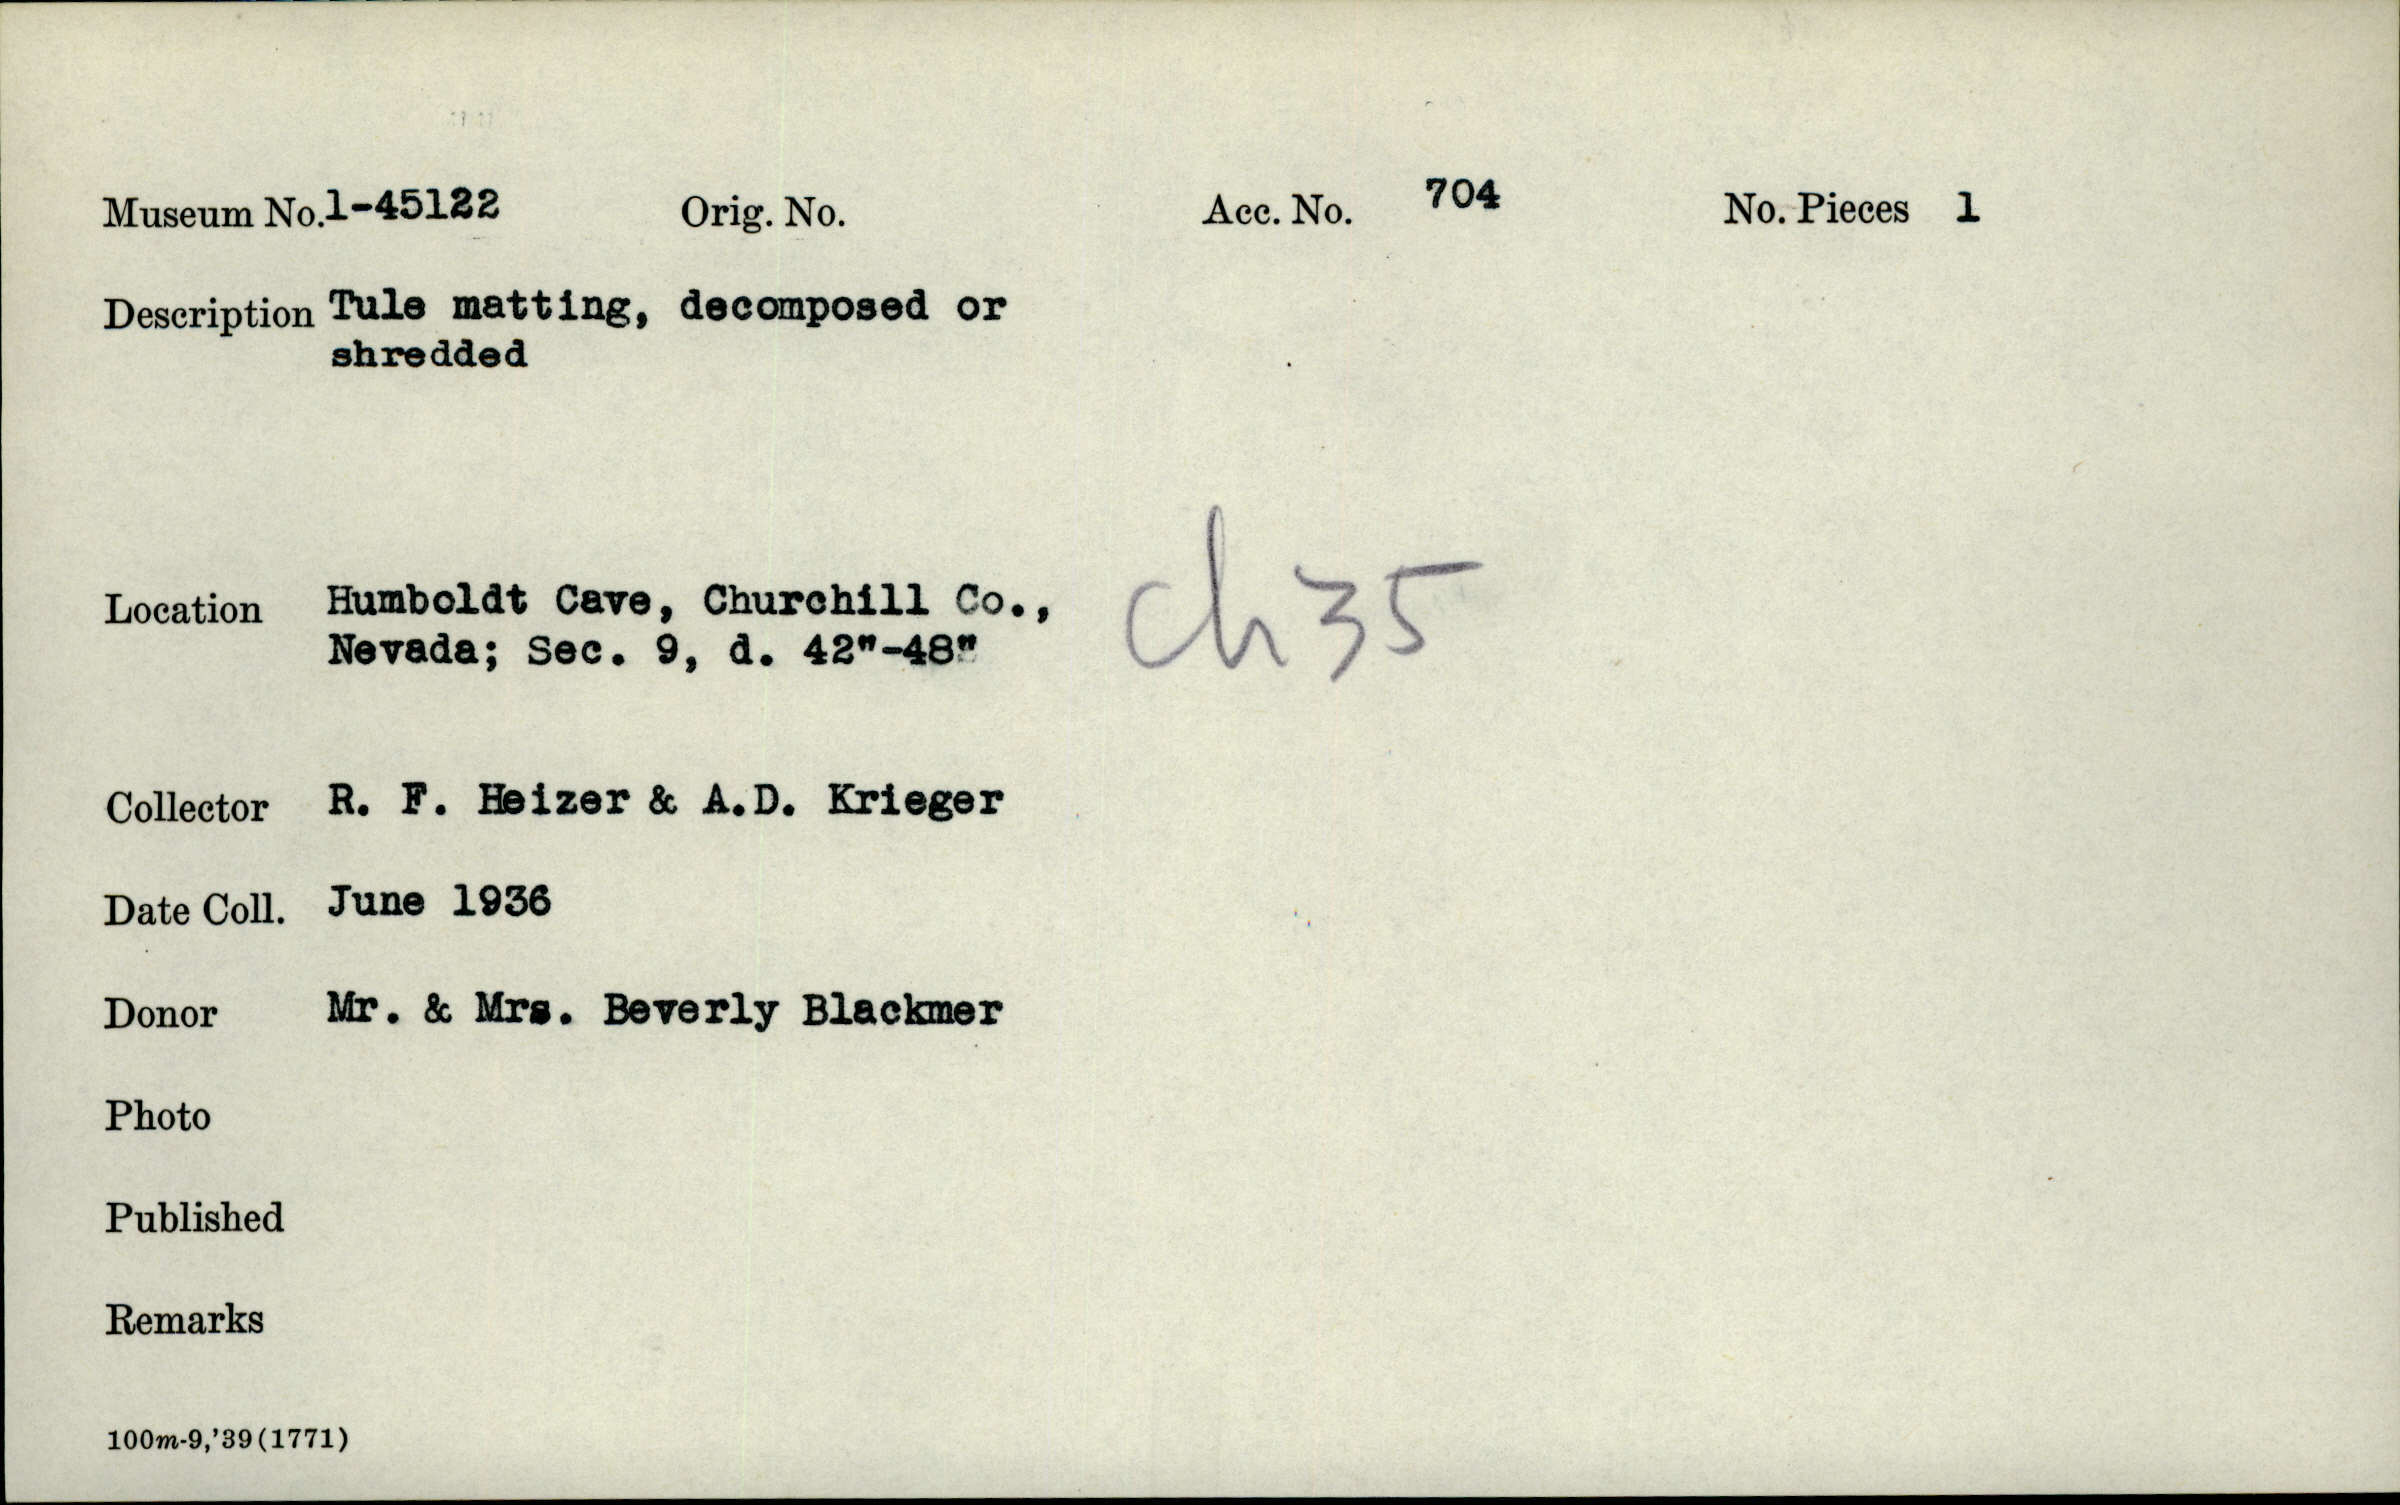 Museum No. 1-45122 Orig. No. Acc. No. 704 No. Pieces 1
Description Tule matting, decomposed or
shredded
Location Humboldt Cave, Churchill Co.,
Nevada; Sec. 9, d. 42"-48"
ch 35
Collector R. F. Heizer & A.D. Krieger
Date Coll. June 1936
Donor Mr. & Mrs. Beverly Blackmer
Photo
Published
Remarks
100m-9,'39(1771)